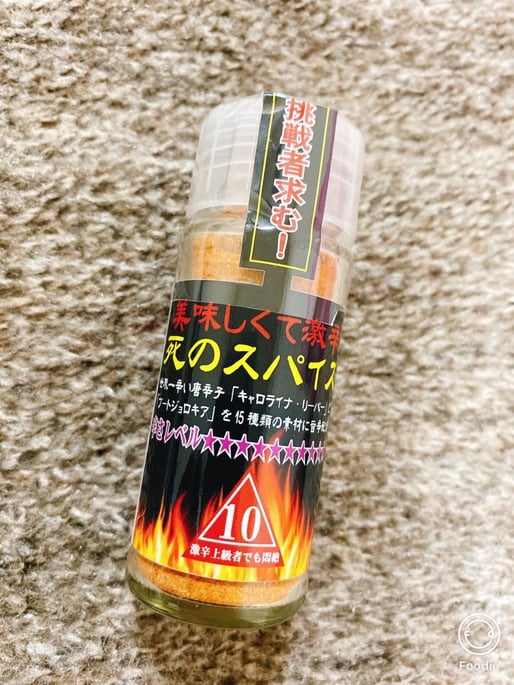 挑戦者求む!
美味しくて激辛
死のスパイス
世界一辛い唐辛子「キャロライナ・リーパー」
「ブートジョロキア」を15種類の素材に
辛さレベル★★★★★★★★★
10
激辛上級者でも悶絶
Foodie